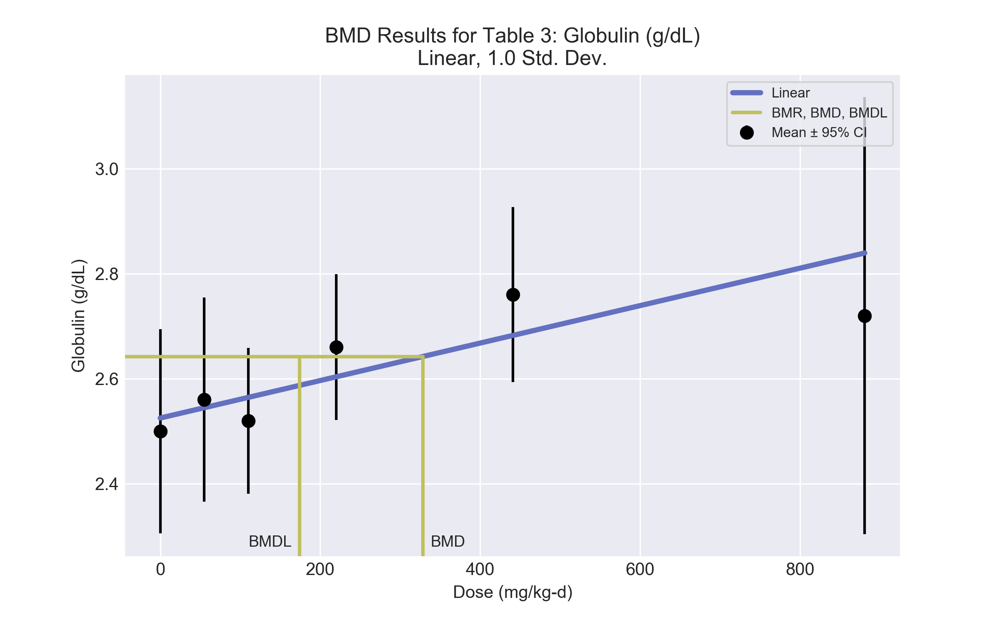 BMD Results for Table 3: Globulin (g/dL)
Linear, 1.0 Std. Dev.
Linear
BMR, BMD, BMDL
Mean ± 95% CI
3.0
2.8
2.6
2.4
Globulin (g/dL)
BMDL
BMD
0
200
400
600
800
Dose (mg/kg-d)